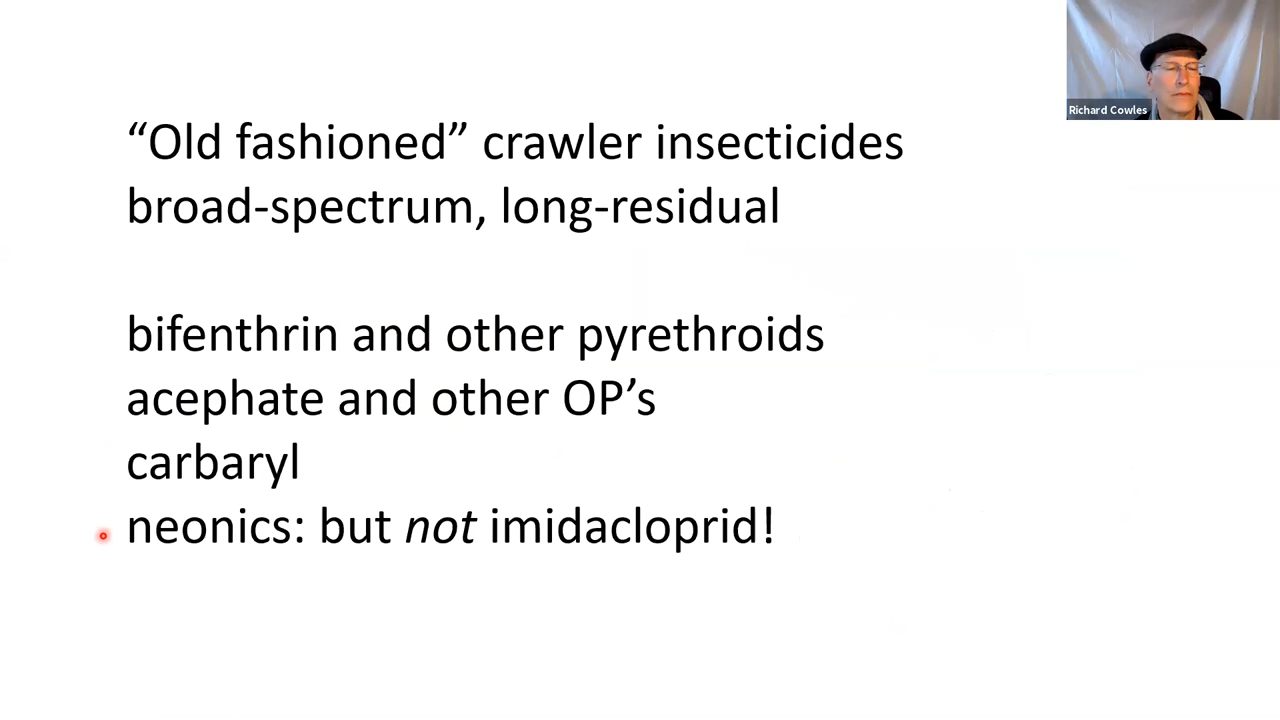 Richard Cowles
“Old fashioned” crawler insecticides
broad-spectrum, long-residual
bifenthrin and other pyrethroids
acephate and other OP’s
carbaryl
neonics: but not imidacloprid!